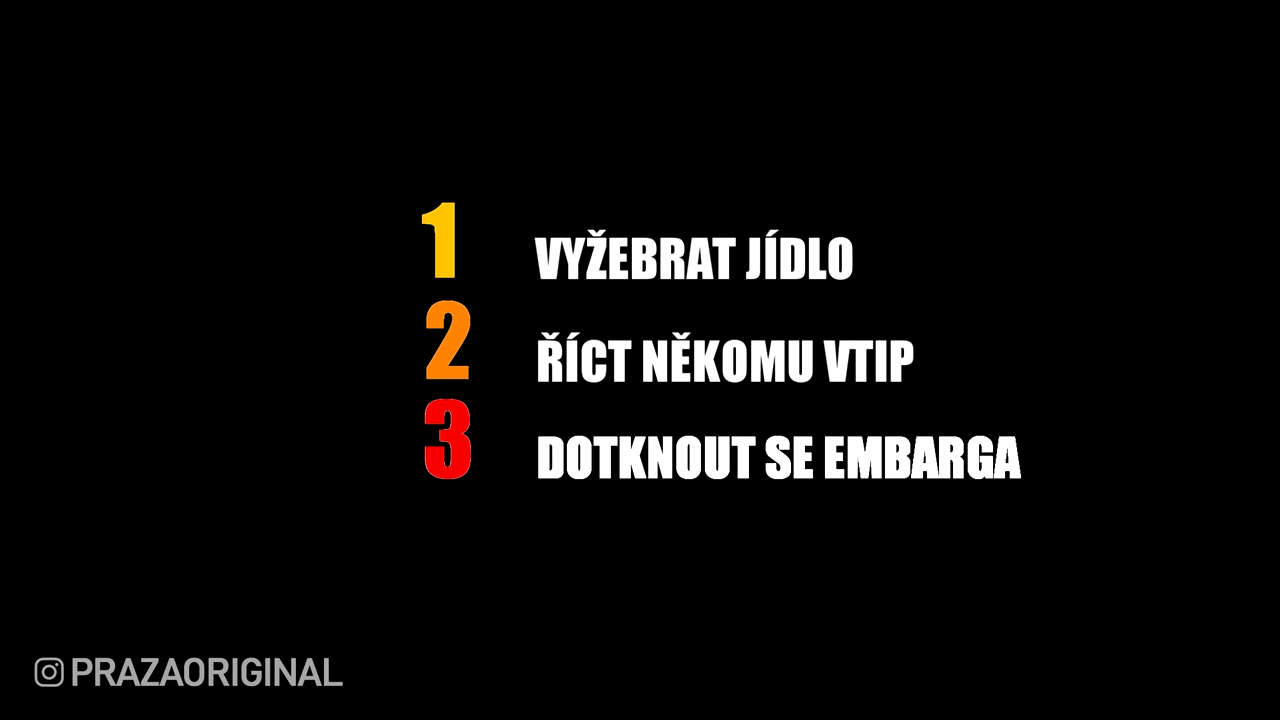 1 VYŽEBRAT JÍDLO
2 ŘÍCT NĚKOMU VTIP
3 DOTKNOUT SE EMBARGA
PRAZAORIGINAL